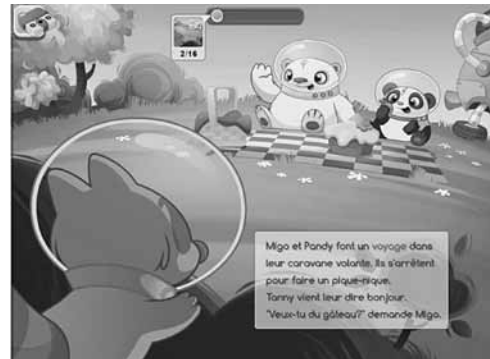 2/16
Migo et Pandy font un voyage dans
leur caravane volante. Ils s'arrêtent
pour faire un pique-nique.
Tanny vient leur dire bonjour.
"Veux-tu du gâteau?" demande Migo.